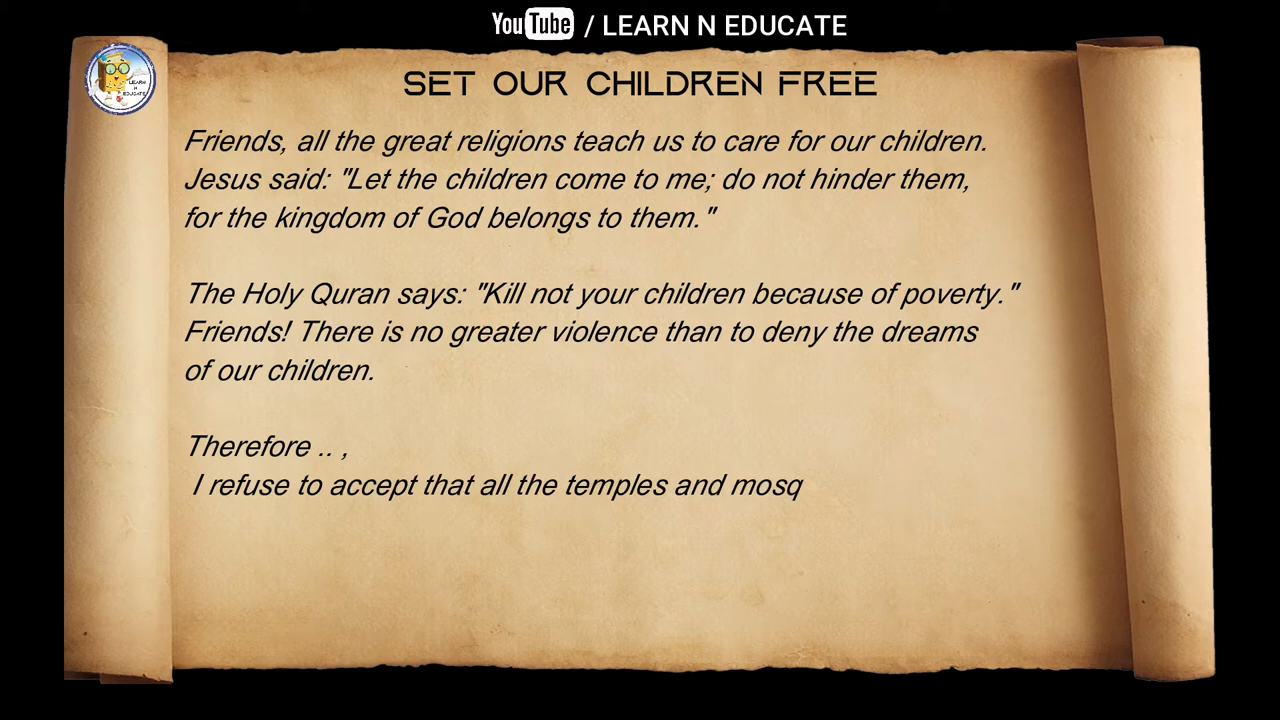 YouTube / LEARN N EDUCATE
LEARN
N
EDUCATE
SET OUR CHILDREN FREE
Friends, all the great religions teach us to care for our children.
Jesus said: "Let the children come to me; do not hinder them,
for the kingdom of God belongs to them."
The Holy Quran says: "Kill not your children because of poverty."
Friends! There is no greater violence than to deny the dreams
of our children.
Therefore .. ,
I refuse to accept that all the temples and mosq